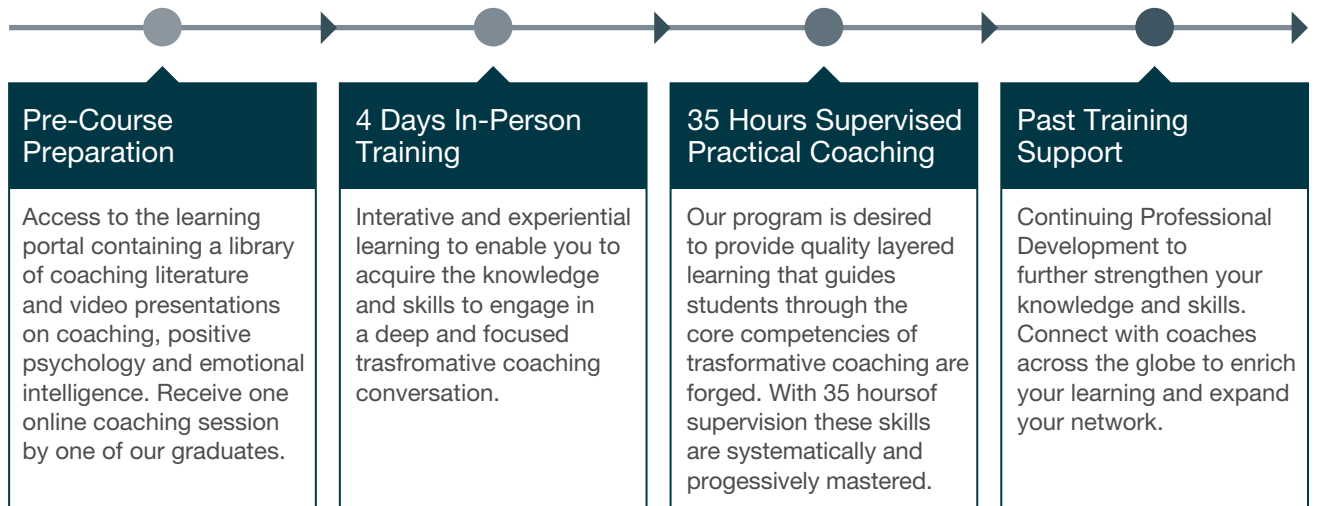 Pre-Course
Preparation
Access to the learning
portal containing a library
of coaching literature
and video presentations
on coaching, positive
psychology and emotional
intelligence. Receive one
online coaching session
by one of our graduates.
4 Days In-Person
Training
Interative and experiential
learning to enable you to
acquire the knowledge
and skills to engage in
a deep and focused
trasfromative coaching
conversation.
35 Hours Supervised
Practical Coaching
Our program is desired
to provide quality layered
learning that guides
students through the
core competencies of
trasformative coaching are
forged. With 35 hoursof
supervision these skills
are systematically and
progessively mastered.
Past Training
Support
Continuing Professional
Development to
further strengthen your
knowledge and skills.
Connect with coaches
across the globe to enrich
your learning and expand
your network.